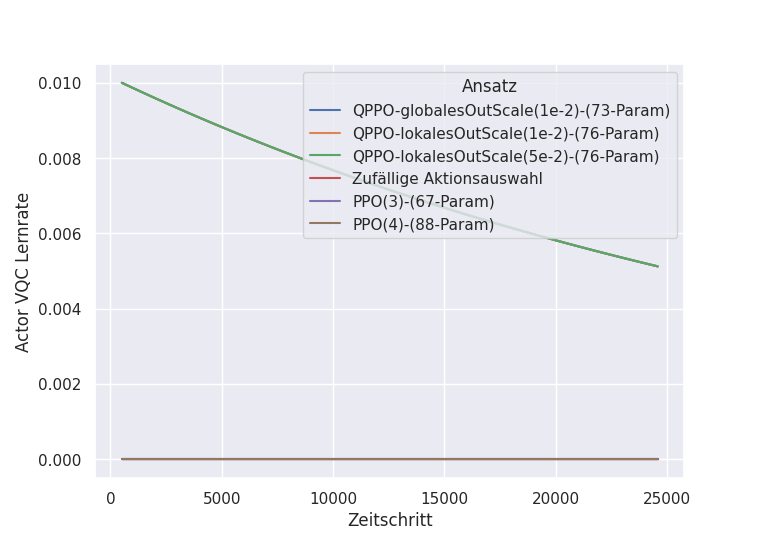 Ansatz
QPPO-globalesOutScale(1e-2)-(73-Param)
QPPO-lokalesOutScale(1e-2)-(76-Param)
QPPO-lokalesOutScale(5e-2)-(76-Param)
Zufällige Aktionsauswahl
PPO(3)-(67-Param)
PPO(4)-(88-Param)
Actor VQC Lernrate
0.010
0.008
0.006
0.004
0.002
0.000
0 5000 10000 15000 20000 25000
Zeitschritt